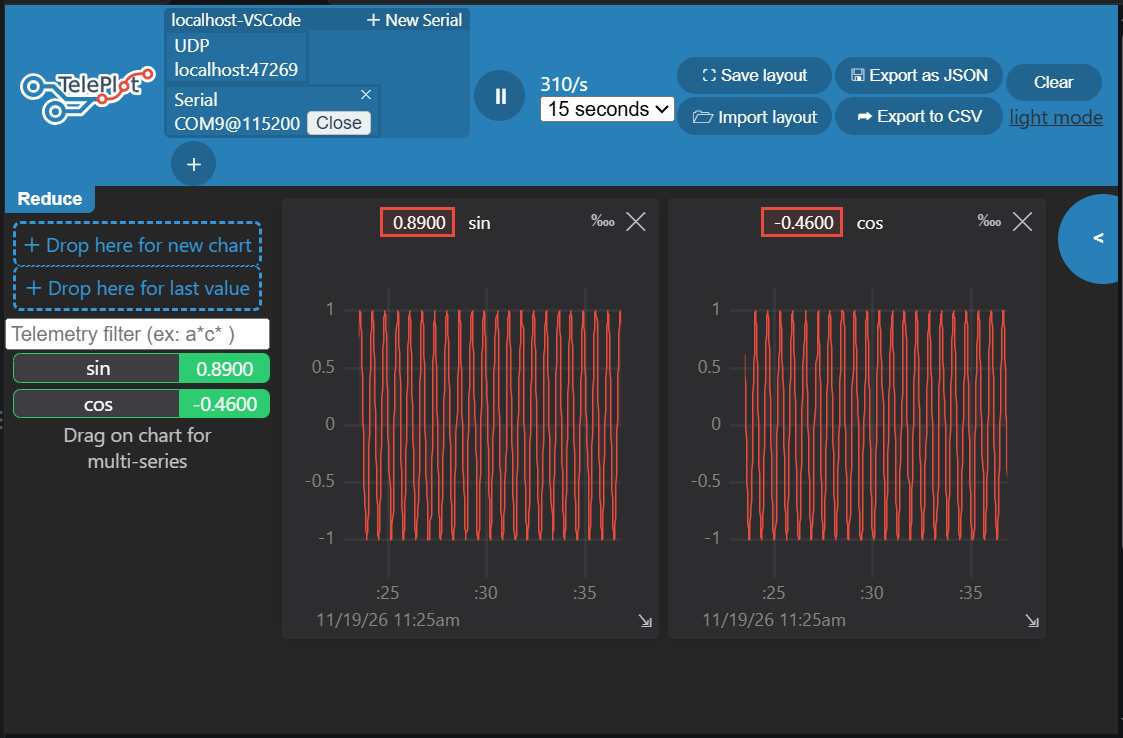 TelePlot
localhost-VSCode + New Serial
UDP
localhost:47269
Serial
COM9@115200 Close
+
310/s
15 seconds
Save layout
Export as JSON
Import layout
Export to CSV
Clear
light mode
Reduce
+ Drop here for new chart
+ Drop here for last value
Telemetry filter (ex: a*c* )
sin 0.8900
cos -0.4600
Drag on chart for
multi-series
0.8900 sin ‱
1
0.5
0
-0.5
-1
:25 :30 :35
11/19/26 11:25am
-0.4600 cos ‱
1
0.5
0
-0.5
-1
:25 :30 :35
11/19/26 11:25am
<